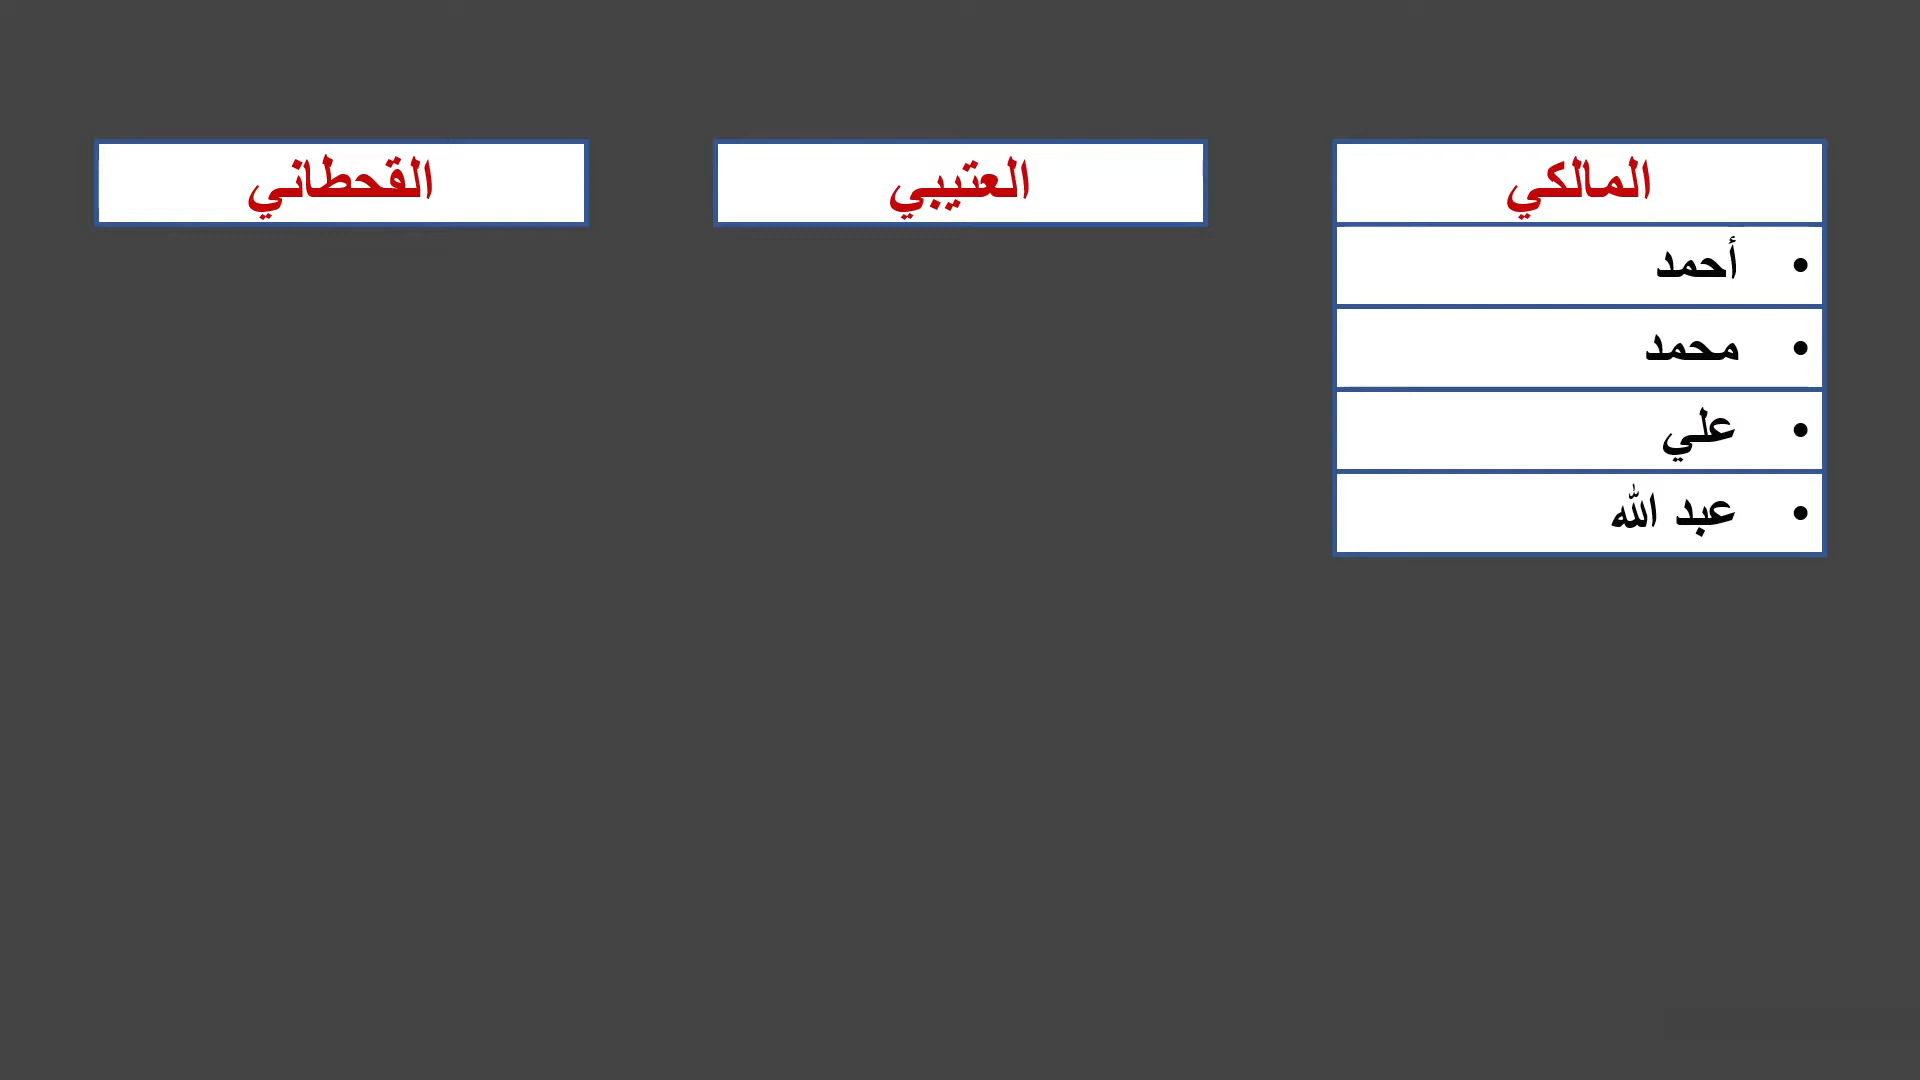 المالكي
• أحمد
• محمد
• علي
• عبد الله
العتيبي
القحطاني